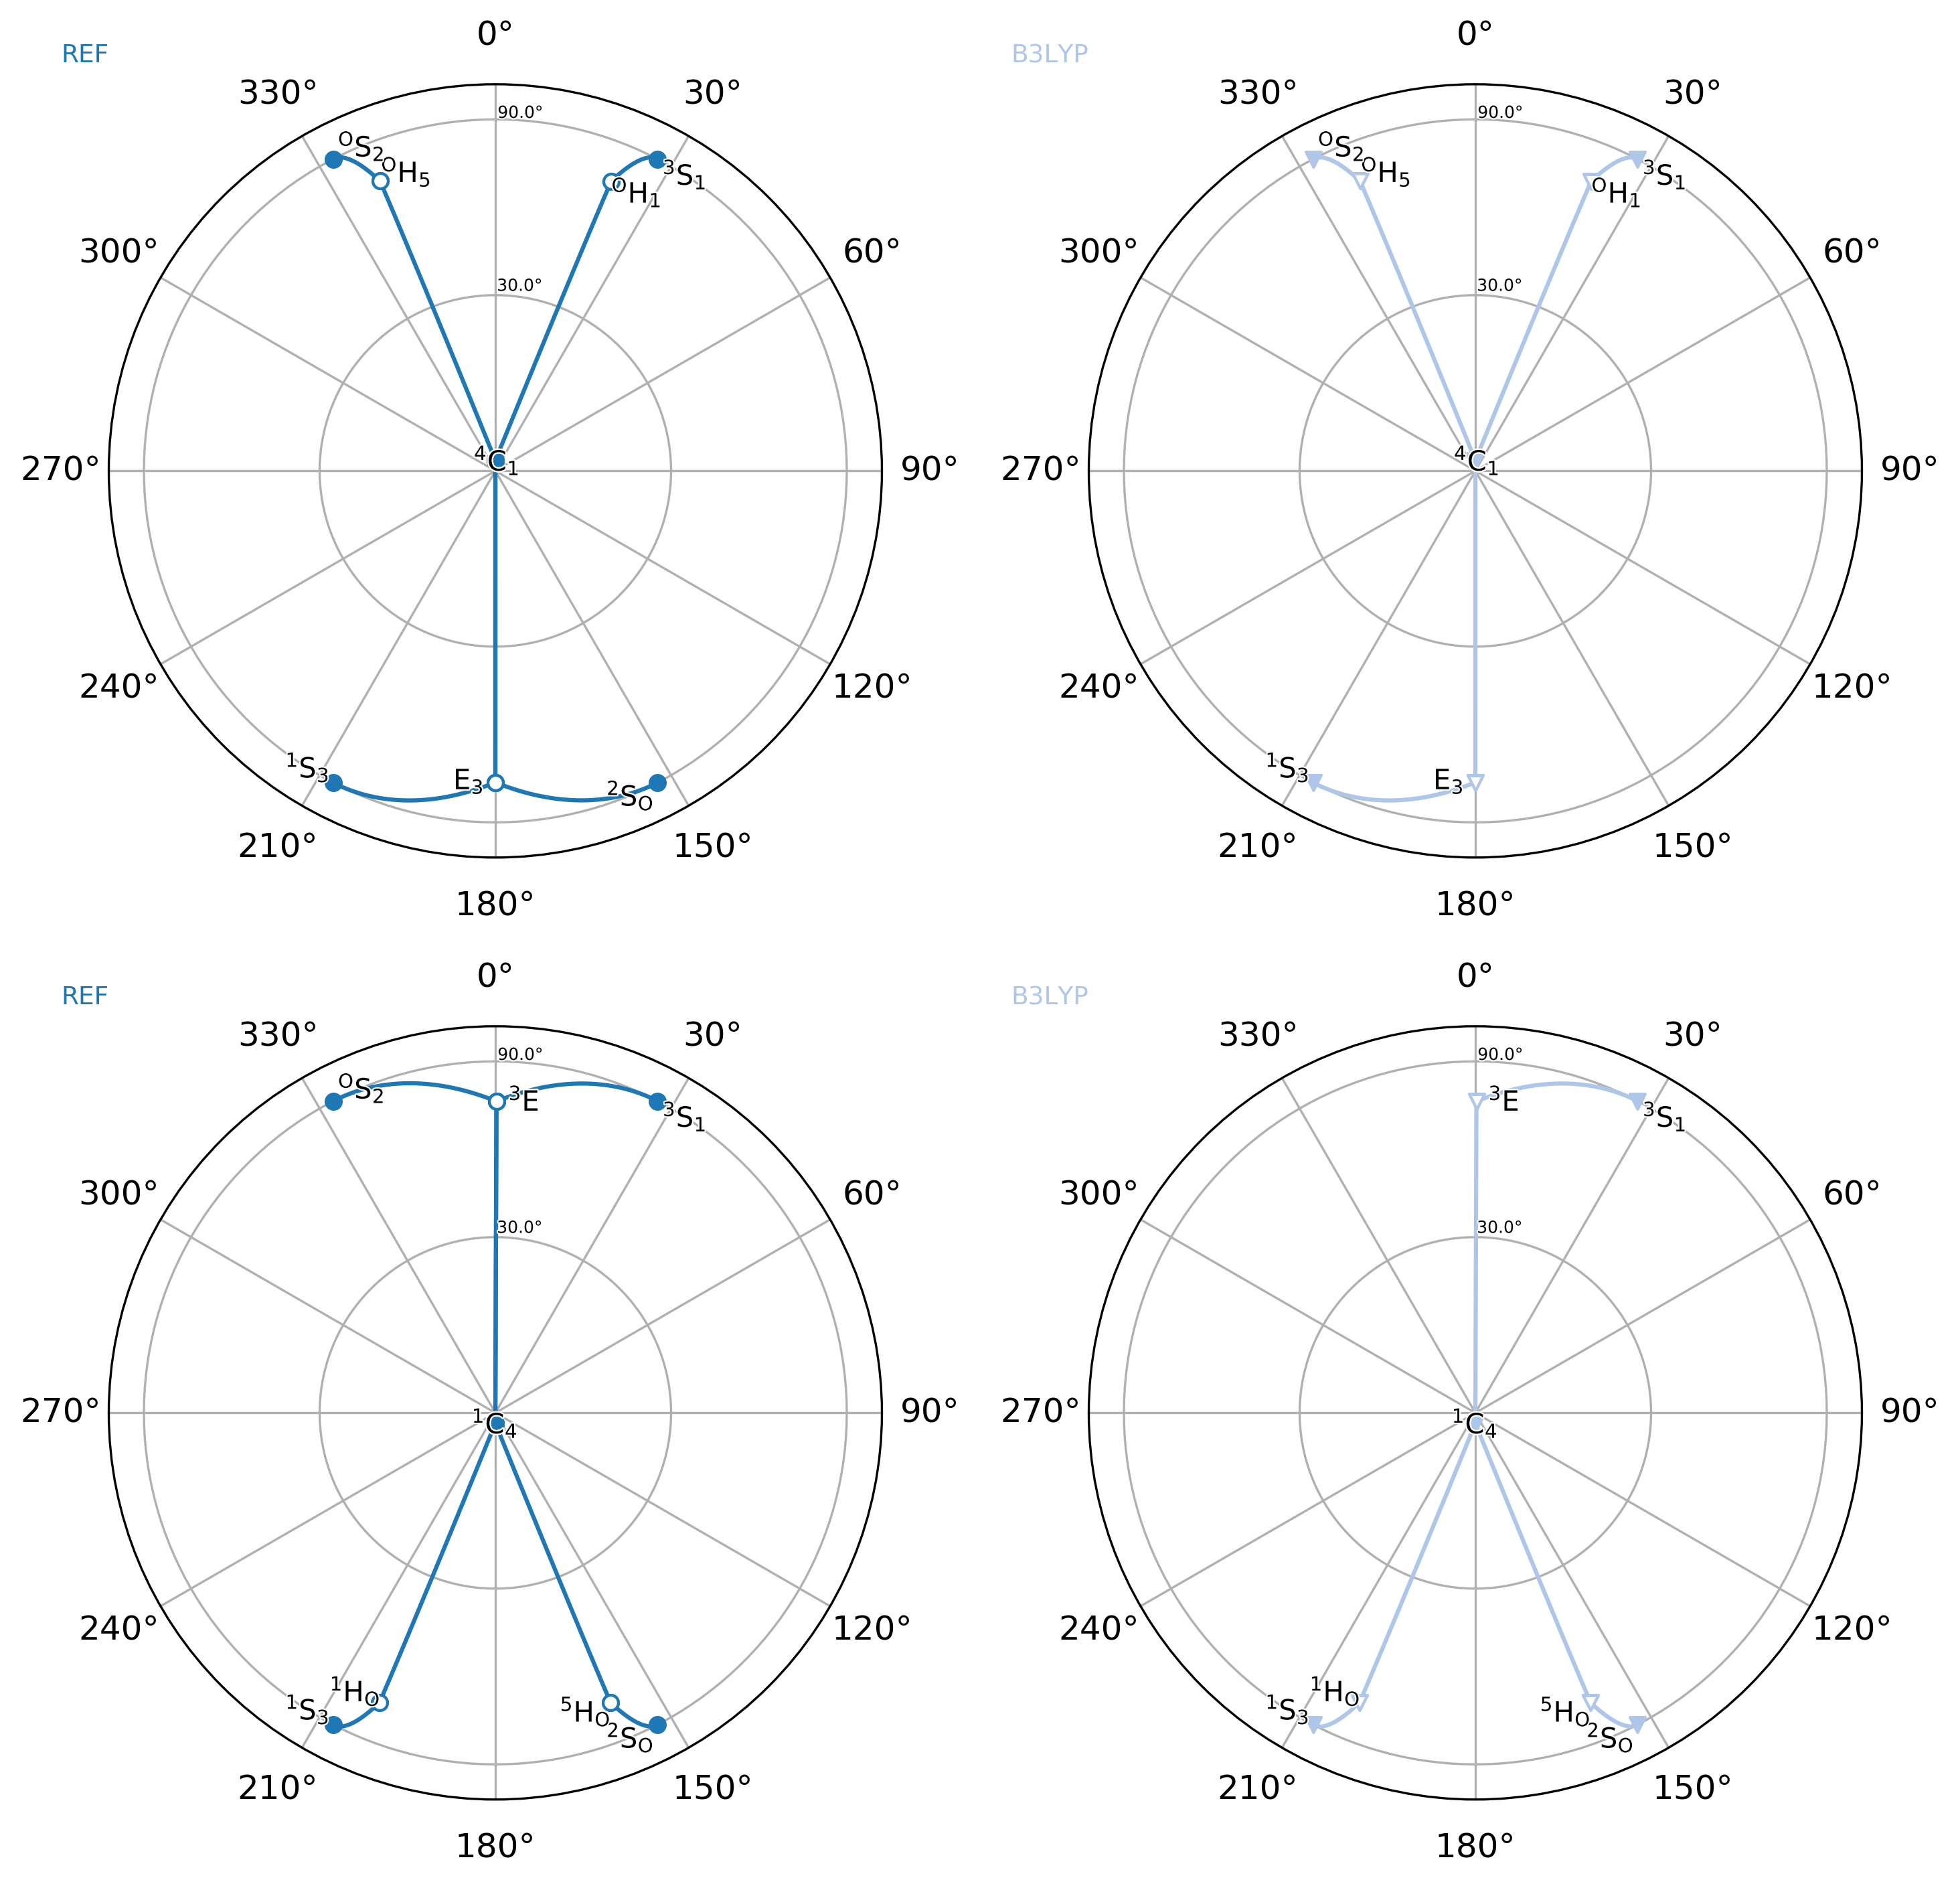 REF
0°
330°
30°
90.0°
ᴼS₂
ᴼH₅
³S₁
ᴼH₁
300°
60°
30.0°
⁴C₁
270°
90°
240°
120°
¹S₃
E₃
²Sₒ
210°
150°
180°
B3LYP
0°
330°
30°
90.0°
ᴼS₂
ᴼH₅
³S₁
ᴼH₁
300°
60°
30.0°
⁴C₁
270°
90°
240°
120°
¹S₃
E₃
210°
150°
180°
REF
0°
330°
30°
90.0°
ᴼS₂
³E
³S₁
300°
60°
30.0°
270°
90°
¹C₄
240°
120°
¹Hₒ
¹S₃
⁵Hₒ
²Sₒ
210°
150°
180°
B3LYP
0°
330°
30°
90.0°
³E
³S₁
300°
60°
30.0°
270°
90°
¹C₄
240°
120°
¹Hₒ
¹S₃
⁵Hₒ
²Sₒ
210°
150°
180°